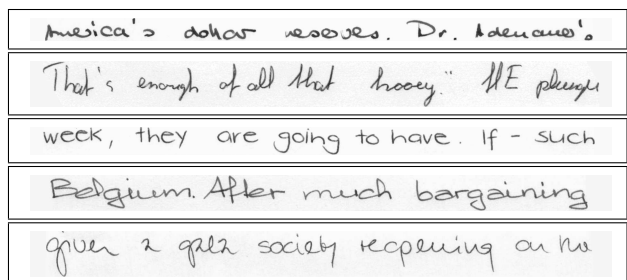 America's dollar reserves. Dr. Adenauer's
That's enough of all that hooey." HE plunge
week, they are going to have. If - such
Belgium. After much bargaining
given a gala society reopening on the